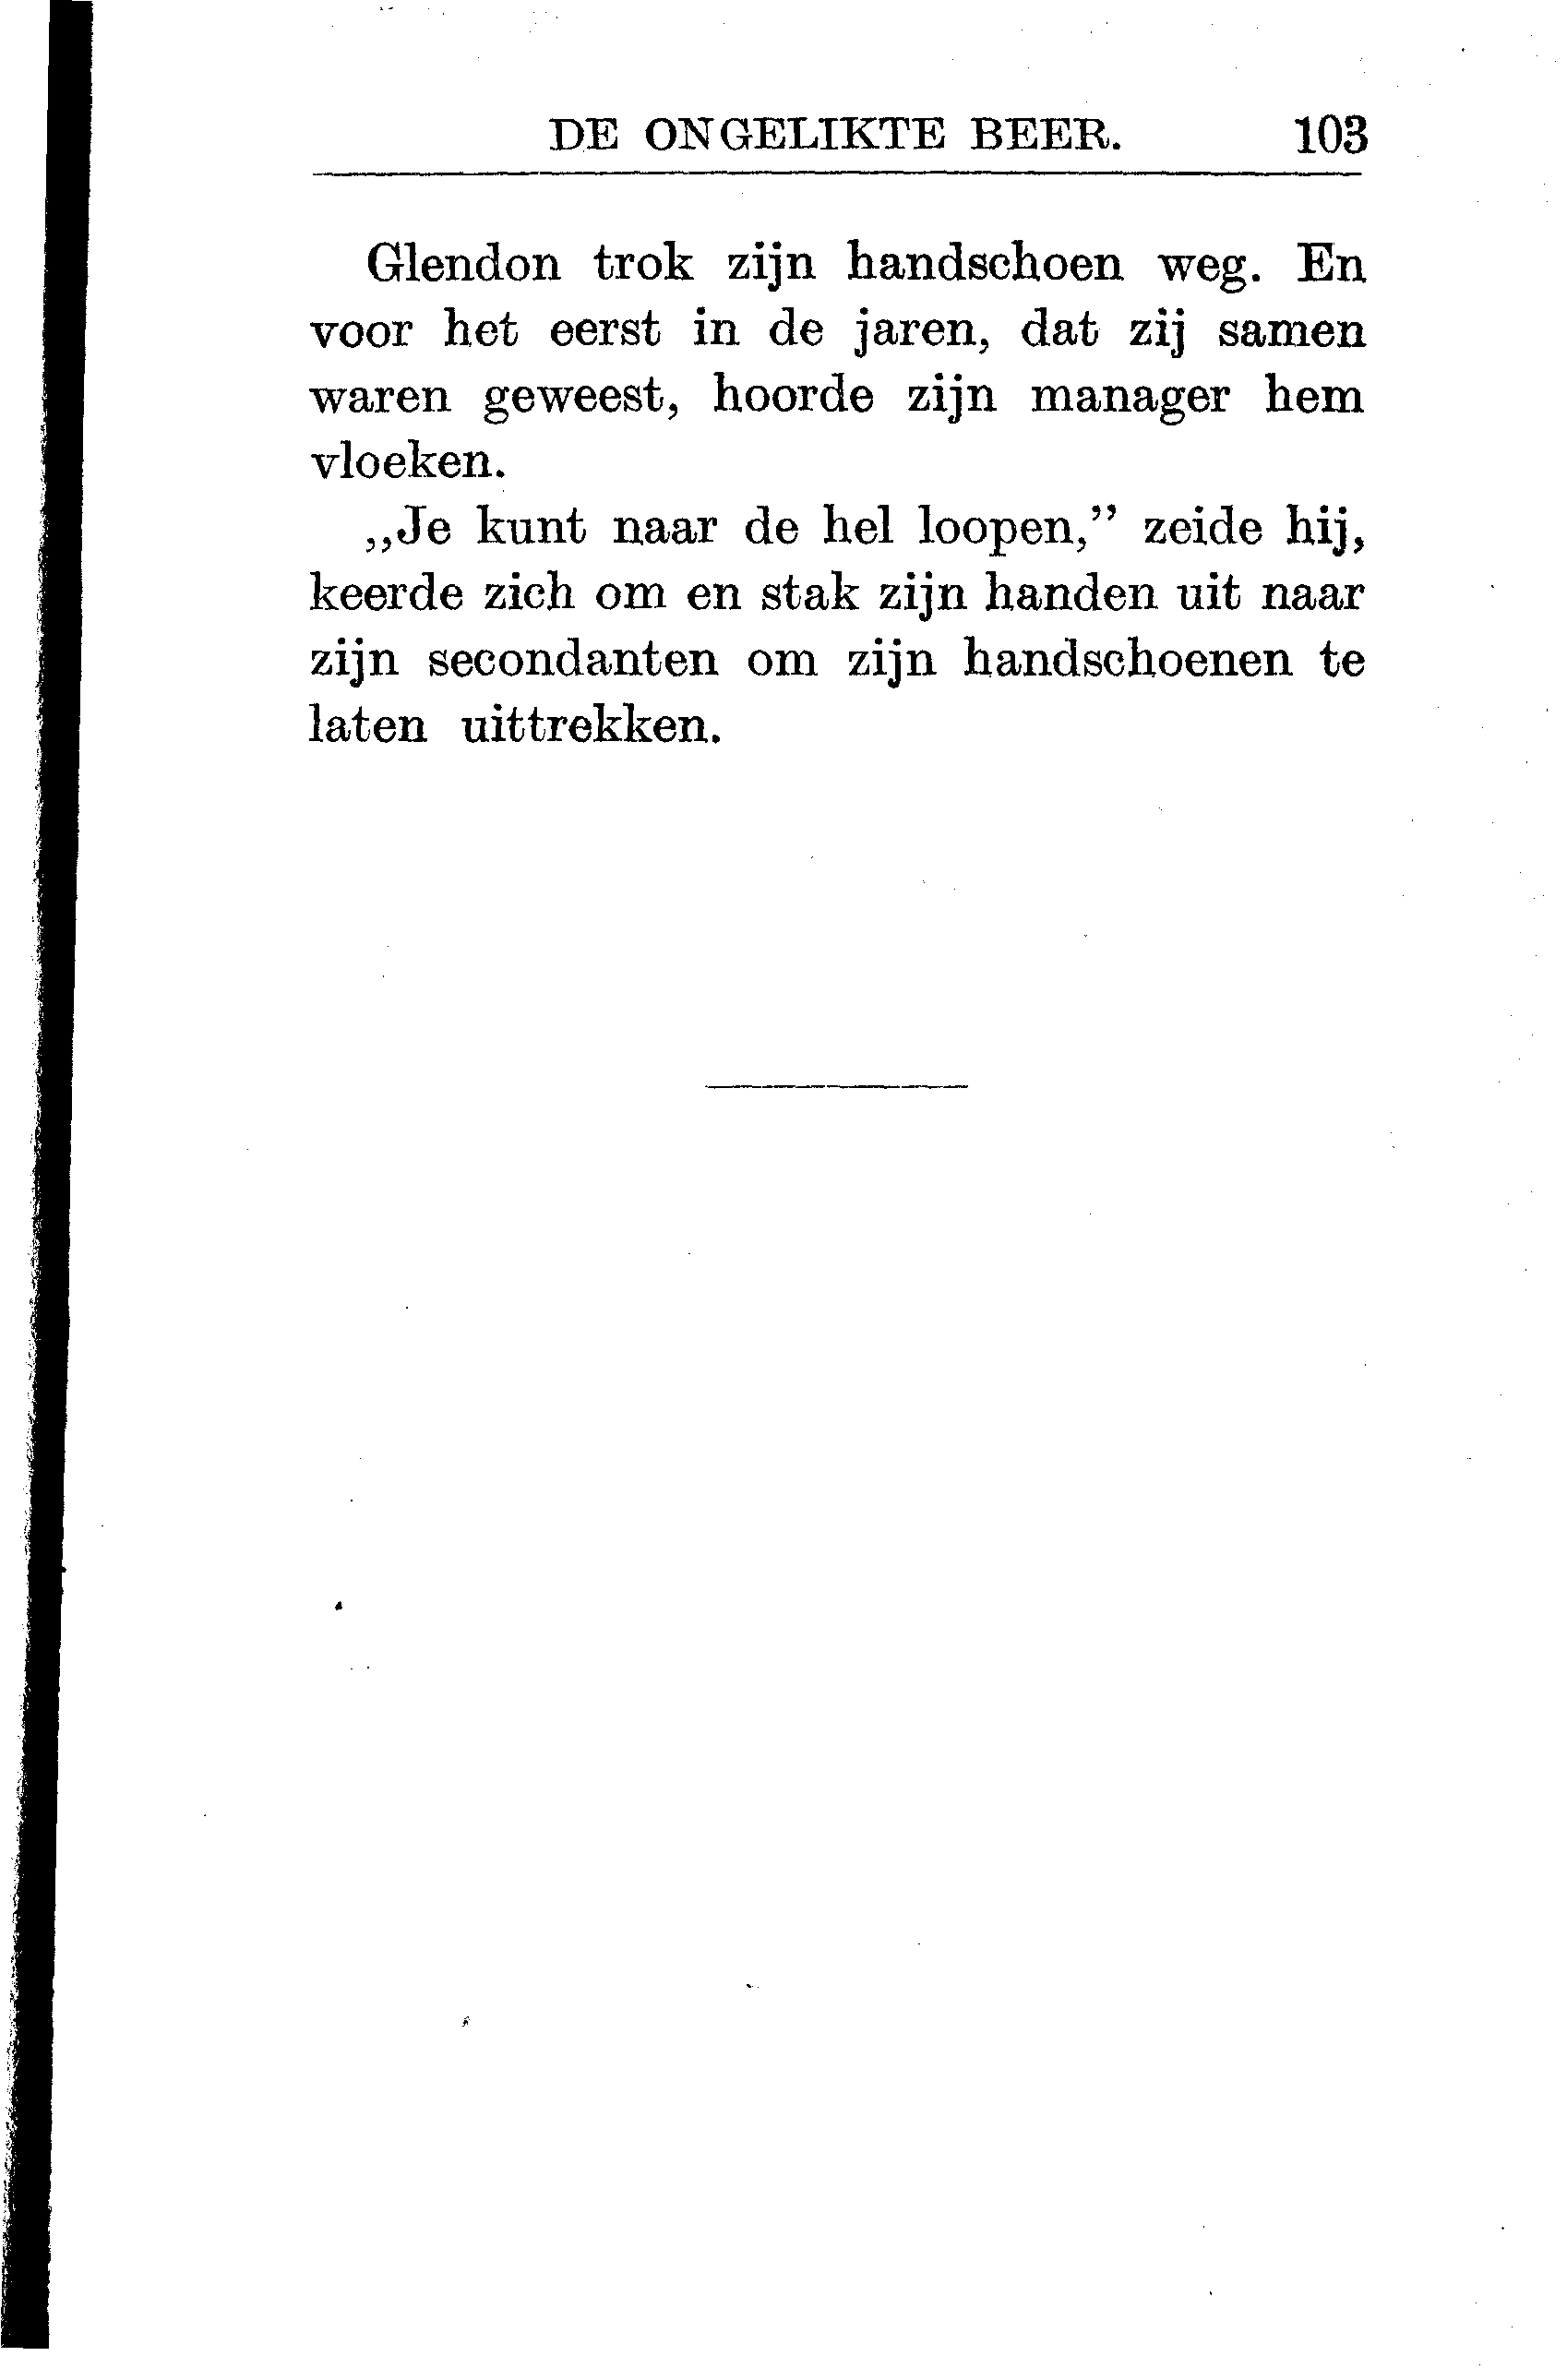 DE ONGELIKTE BEER. 103
Glendon trok zijn handschoen weg. En
voor het eerst in de jaren, dat zij samen
waren geweest, hoorde zijn manager hem
vloeken.
„Je kunt naar de hel loopen,” zeide hij,
keerde zich om en stak zijn handen uit naar
zijn secondanten om zijn handschoenen te
laten uittrekken.